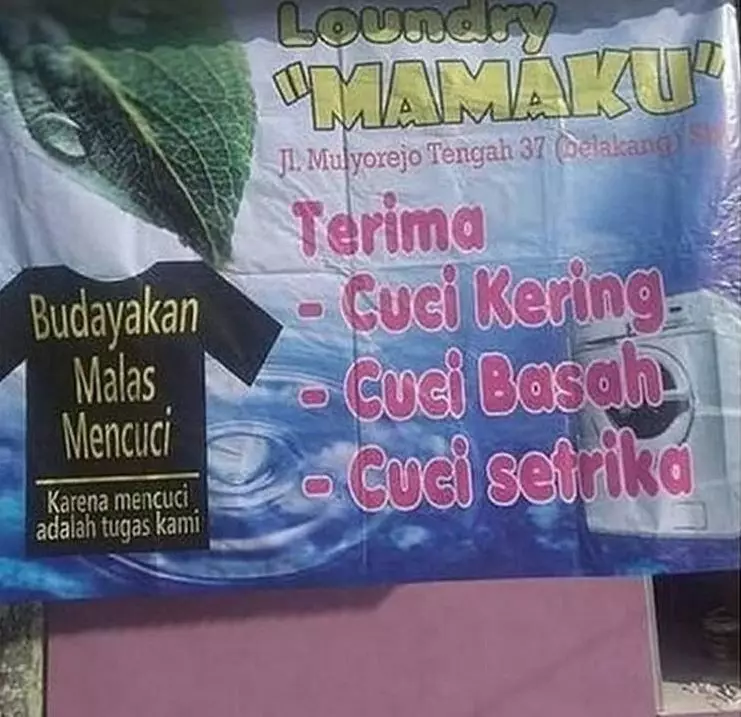 Loundry
"MAMAKU"
Jl. Mulyorejo Tengah 37 (belakang)
Terima
- Cuci Kering
- Cuci Basah
- Cuci setrika
Budayakan
Malas
Mencuci
Karena mencuci
adalah tugas kami